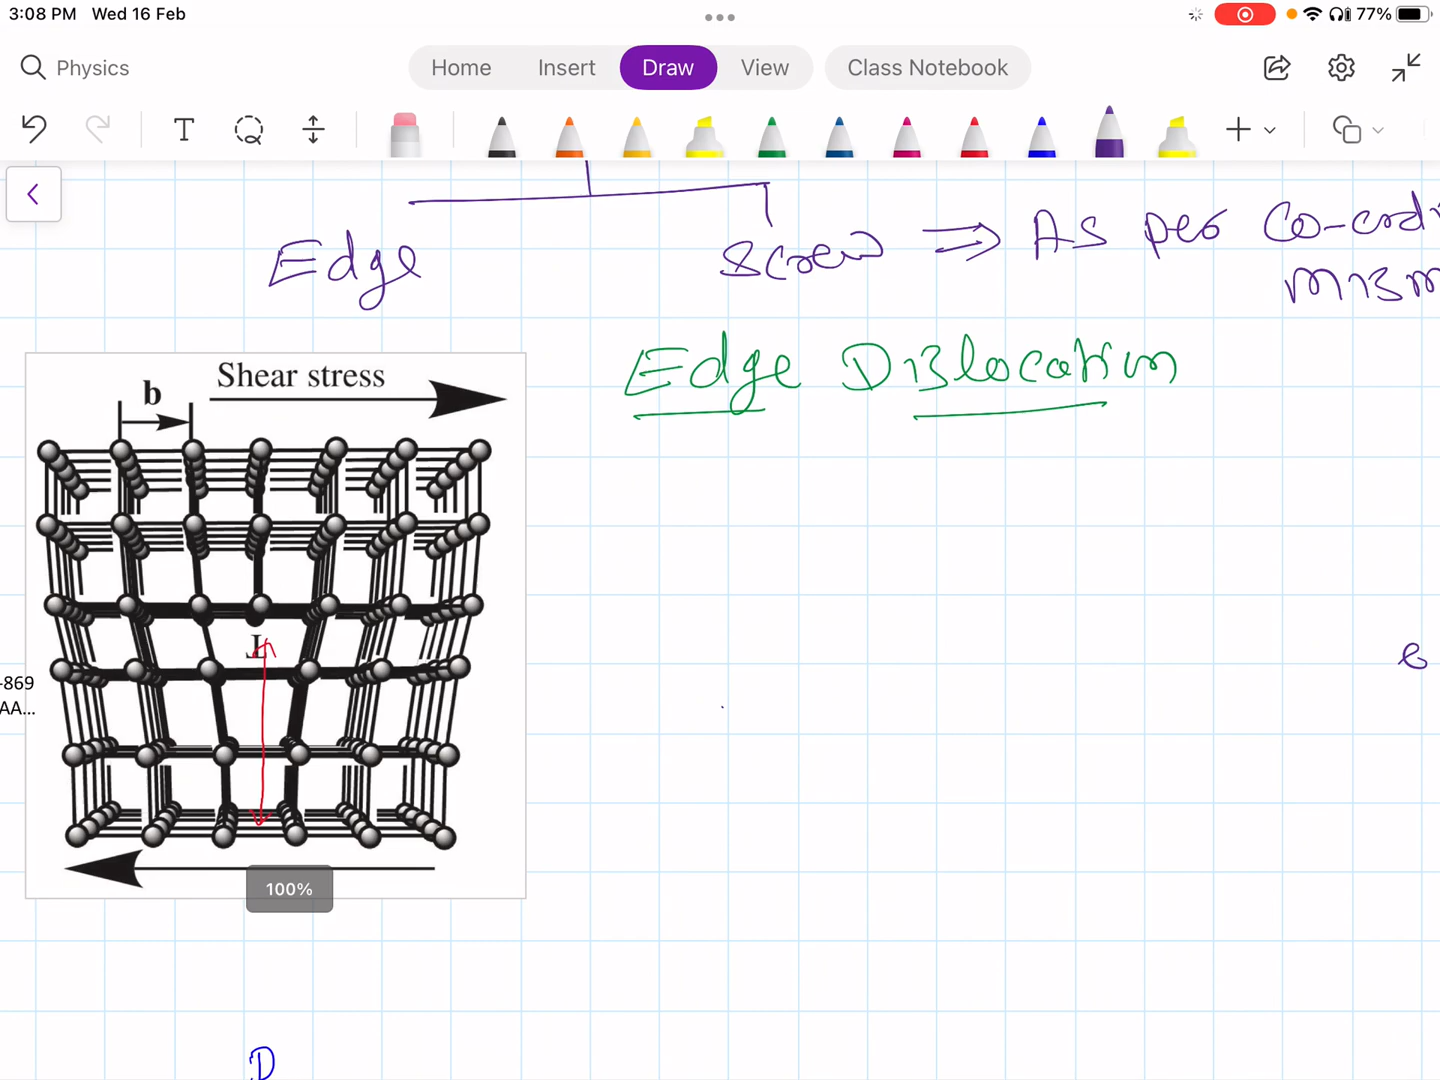 3:08 PM Wed 16 Feb
77%
Physics
Home Insert Draw View Class Notebook
T
Edge
Screw ⇒ As per Co-ordi
Edge Dislocation
Shear stress
b
-869
AA...
e
100%
D